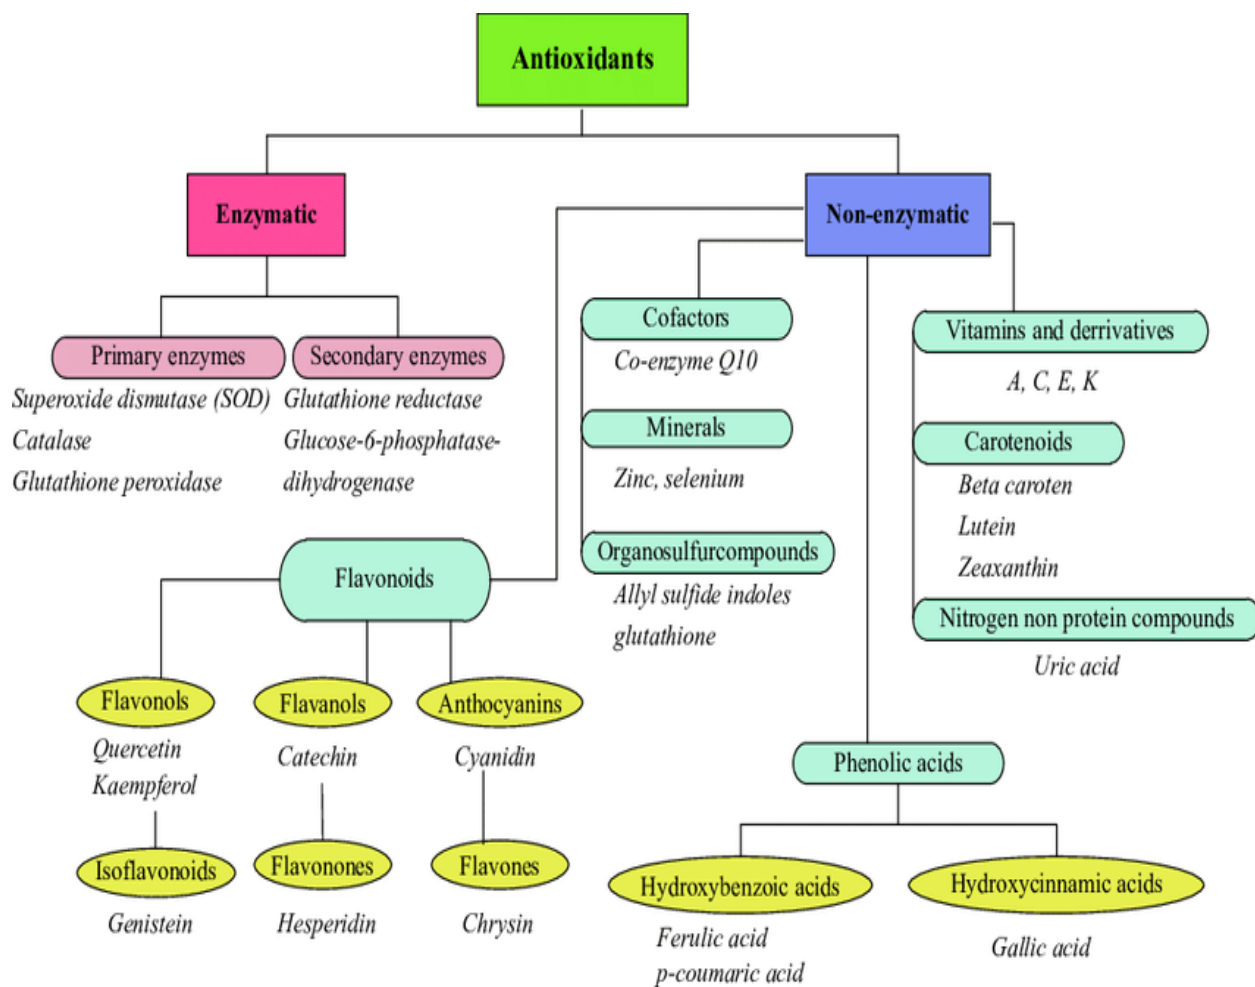 Antioxidants
Enzymatic
Non-enzymatic
Primary enzymes
Superoxide dismutase (SOD)
Catalase
Glutathione peroxidase
Secondary enzymes
Glutathione reductase
Glucose-6-phosphatase-
dihydrogenase
Cofactors
Co-enzyme Q10
Minerals
Zinc, selenium
Organosulfurcompounds
Allyl sulfide indoles
glutathione
Vitamins and derrivatives
A, C, E, K
Carotenoids
Beta caroten
Lutein
Zeaxanthin
Nitrogen non protein compounds
Uric acid
Flavonoids
Flavonols
Quercetin
Kaempferol
Isoflavonoids
Genistein
Flavanols
Catechin
Flavonones
Hesperidin
Anthocyanins
Cyanidin
Flavones
Chrysin
Phenolic acids
Hydroxybenzoic acids
Ferulic acid
p-coumaric acid
Hydroxycinnamic acids
Gallic acid